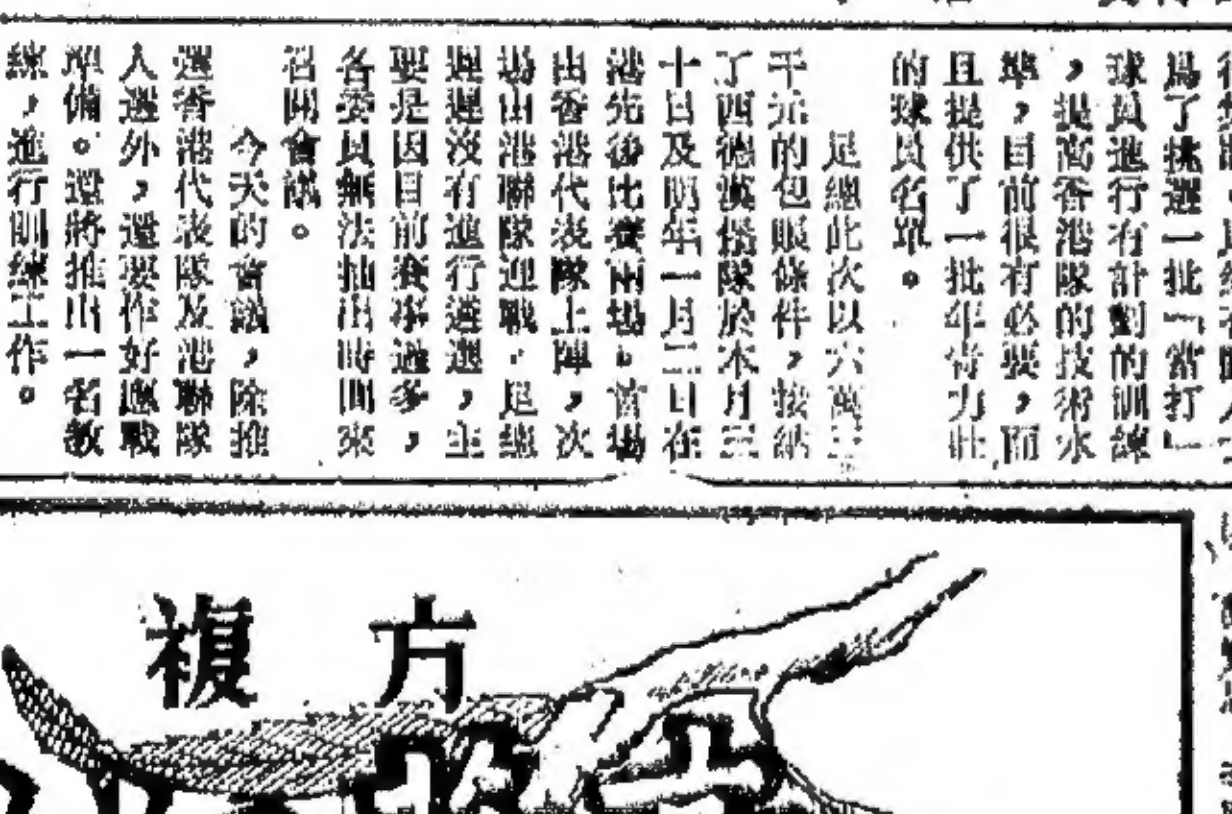 爲了挑選一批「當打」
球員進行有計劃的訓練
，提高香港隊的技術水
準，目前很有必要，而
且提供了一批年靑力壯
的球員名單。
足總此次以六萬三
千元的包賬條件，接納
了西德漢堡隊於本月三
十日及明年一月二日在
港先後比賽兩場。首場
由香港代表隊上陣，次
場由港聯隊迎戰。足總
遲遲沒有進行遴選，主
要是因目前賽事過多，
各委員無法抽出時間來
召開會議。
今天的會議，除推
選香港代表隊及港聯隊
人選外，還要作好應戰
準備。還將推出一名教
練，進行訓練工作。
複方